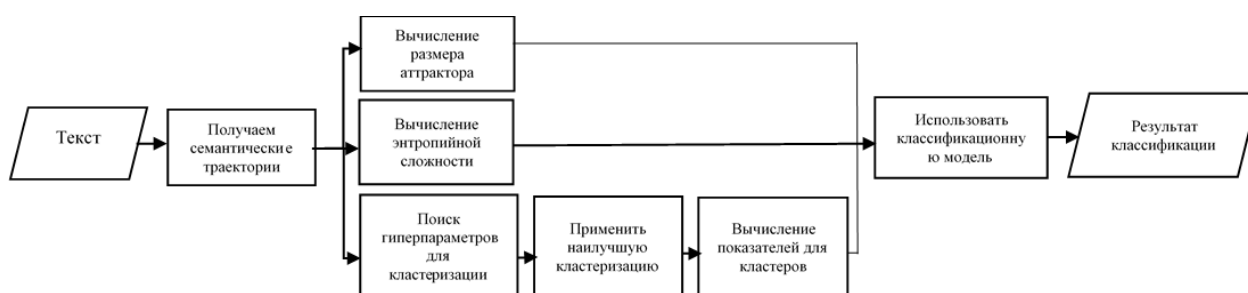 Текст
Получаем
семантические
траектории
Вычисление
размера
аттрактора
Вычисление
энтропийной
сложности
Поиск
гиперпараметров
для
кластеризации
Применить
наилучшую
кластеризацию
Вычисление
показателей для
кластеров
Использовать
классификационну
ю модель
Результат
классификации